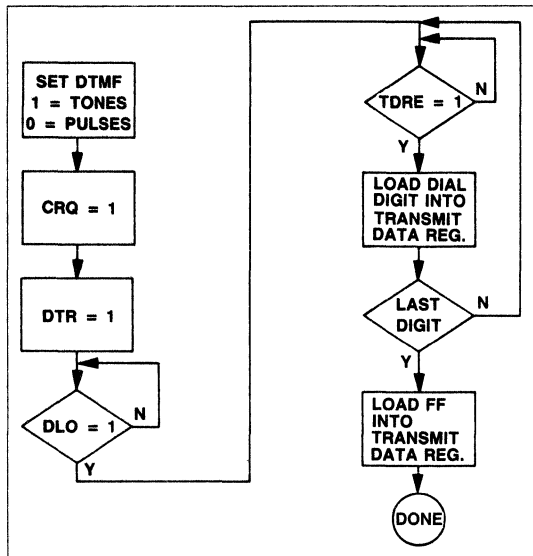 SET DTMF
1 = TONES
0 = PULSES
CRQ = 1
DTR = 1
DLO = 1
N
Y
TDRE = 1
N
Y
LOAD DIAL
DIGIT INTO
TRANSMIT
DATA REG.
LAST
DIGIT
N
Y
LOAD FF
INTO
TRANSMIT
DATA REG.
DONE